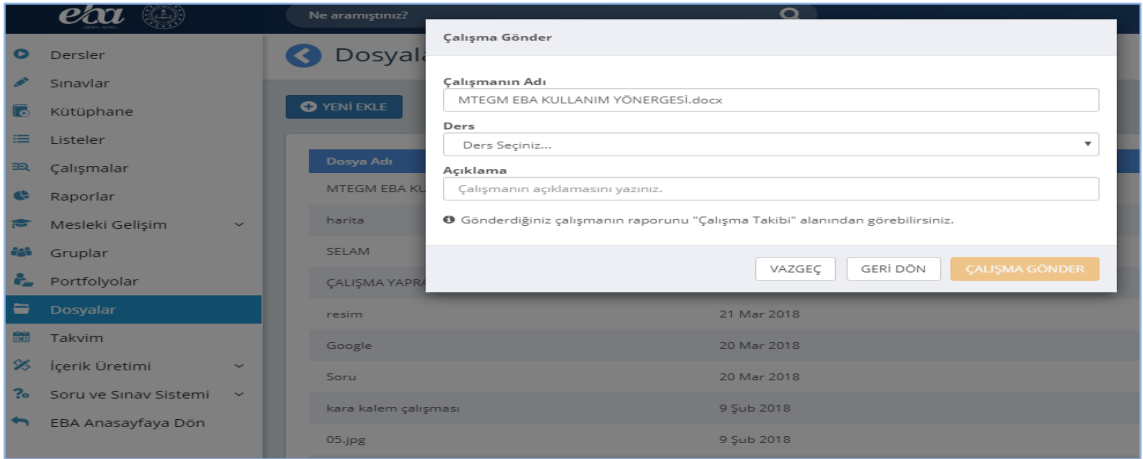 eba
Ne aramıştınız?
Dersler
Sınavlar
Kütüphane
Listeler
Çalışmalar
Raporlar
Mesleki Gelişim
Gruplar
Portfolyolar
Dosyalar
Takvim
İçerik Üretimi
Soru ve Sınav Sistemi
EBA Anasayfaya Dön
Dosyala
YENİ EKLE
Dosya Adı
MTEGM EBA KU
harita
SELAM
ÇALIŞMA YAPRA
resim 21 Mar 2018
Google 20 Mar 2018
Soru 20 Mar 2018
kara kalem çalışması 9 Şub 2018
05.jpg 9 Şub 2018
Çalışma Gönder
Çalışmanın Adı
MTEGM EBA KULLANIM YÖNERGESİ.docx
Ders
Ders Seçiniz...
Açıklama
Çalışmanın açıklamasını yazınız.
Gönderdiğiniz çalışmanın raporunu "Çalışma Takibi" alanından görebilirsiniz.
VAZGEÇ GERİ DÖN ÇALIŞMA GÖNDER